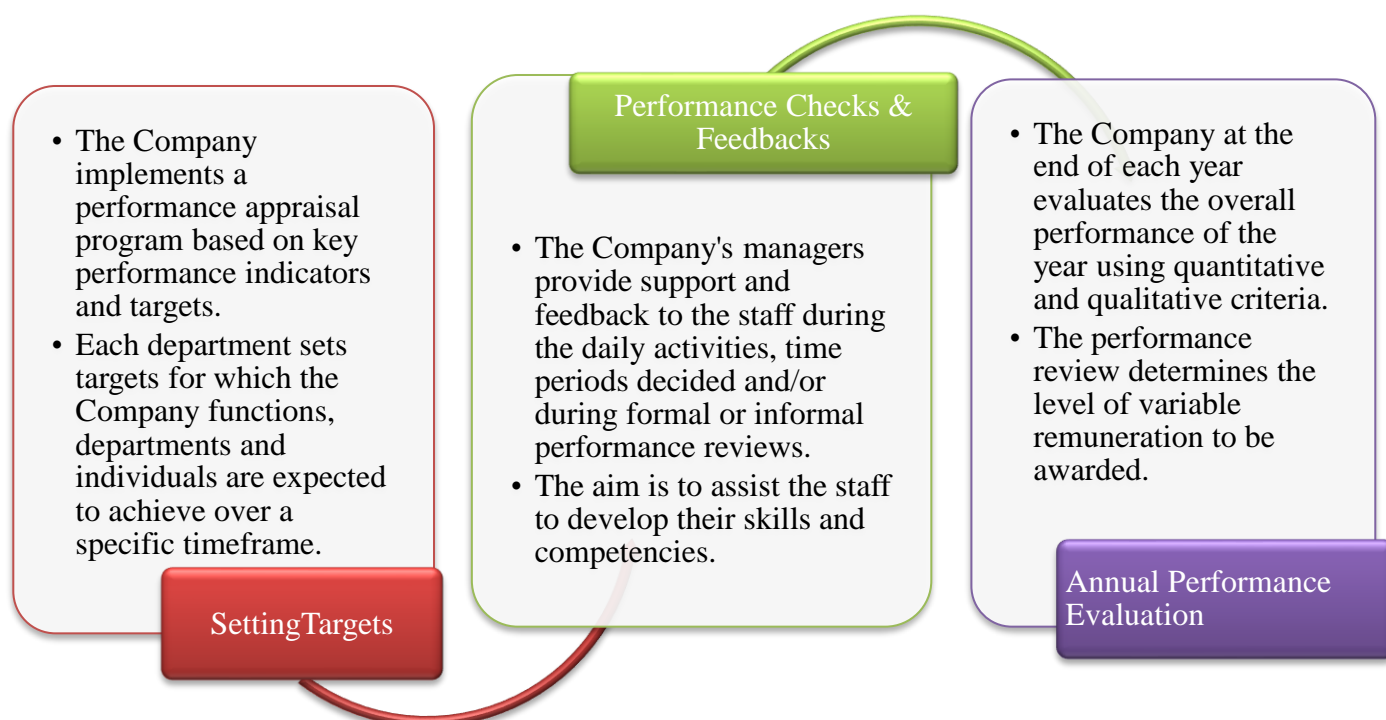 • The Company
implements a
performance appraisal
program based on key
performance indicators
and targets.
• Each department sets
targets for which the
Company functions,
departments and
individuals are expected
to achieve over a
specific timeframe.
SettingTargets
Performance Checks &
Feedbacks
• The Company's managers
provide support and
feedback to the staff during
the daily activities, time
periods decided and/or
during formal or informal
performance reviews.
• The aim is to assist the staff
to develop their skills and
competencies.
• The Company at the
end of each year
evaluates the overall
performance of the
year using quantitative
and qualitative criteria.
• The performance
review determines the
level of variable
remuneration to be
awarded.
Annual Performance
Evaluation